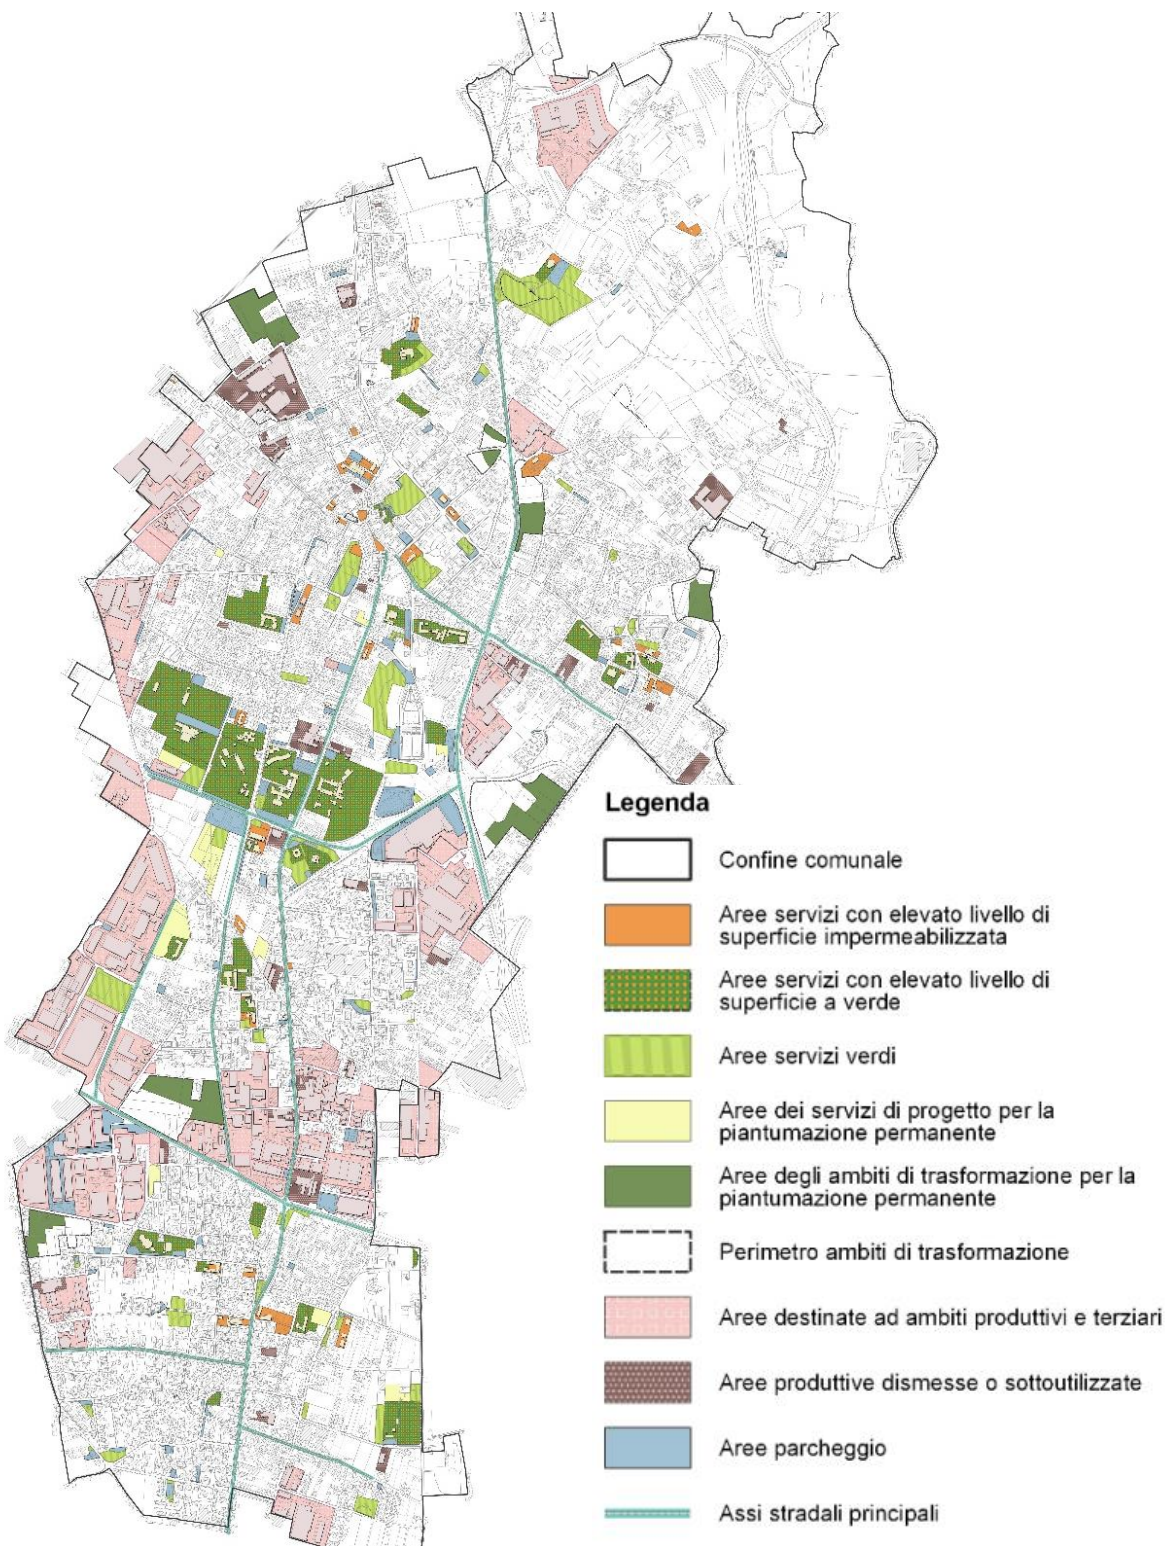 Legenda
Confine comunale
Aree servizi con elevato livello di
superficie impermeabilizzata
Aree servizi con elevato livello di
superficie a verde
Aree servizi verdi
Aree dei servizi di progetto per la
piantumazione permanente
Aree degli ambiti di trasformazione per la
piantumazione permanente
Perimetro ambiti di trasformazione
Aree destinate ad ambiti produttivi e terziari
Aree produttive dismesse o sottoutilizzate
Aree parcheggio
Assi stradali principali